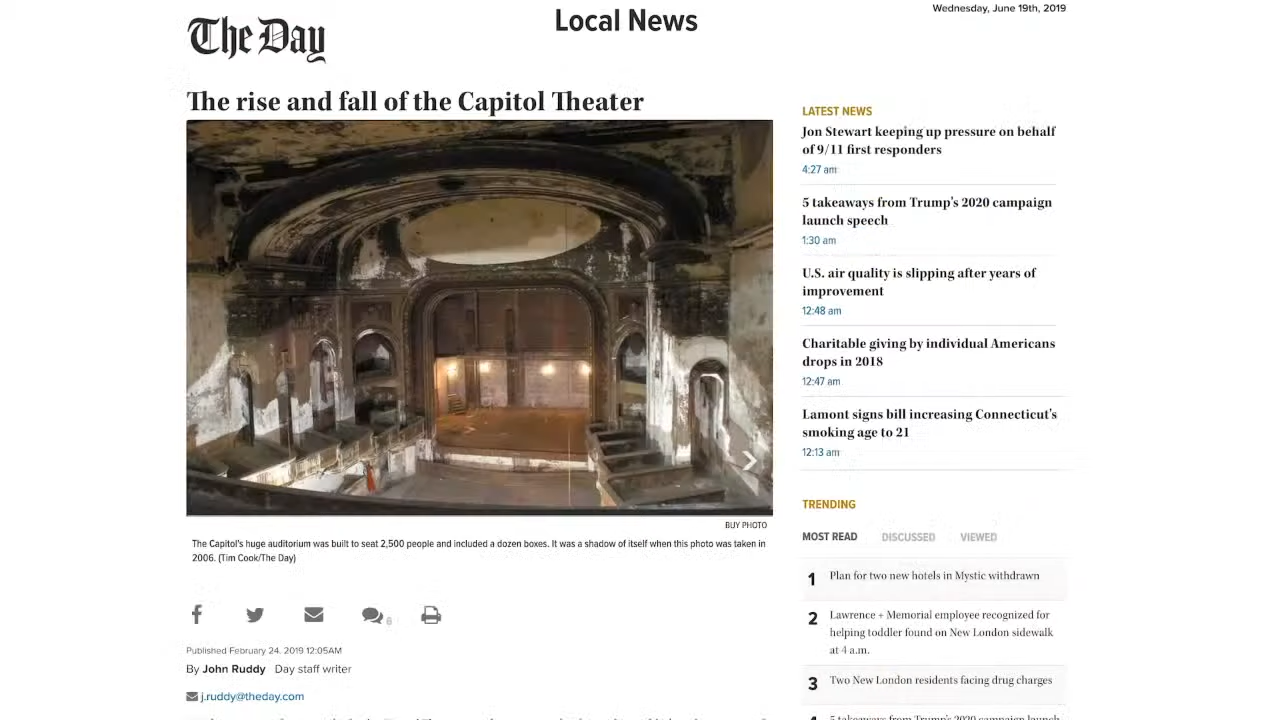 The Day
Local News
Wednesday, June 19th, 2019
The rise and fall of the Capitol Theater
BUY PHOTO
The Capitol's huge auditorium was built to seat 2,500 people and included a dozen boxes. It was a shadow of itself when this photo was taken in
2006. (Tim Cook/The Day)
6
Published February 24. 2019 12:05AM
By John Ruddy Day staff writer
j.ruddy@theday.com
LATEST NEWS
Jon Stewart keeping up pressure on behalf
of 9/11 first responders
4:27 am
5 takeaways from Trump's 2020 campaign
launch speech
1:30 am
U.S. air quality is slipping after years of
improvement
12:48 am
Charitable giving by individual Americans
drops in 2018
12:47 am
Lamont signs bill increasing Connecticut's
smoking age to 21
12:13 am
TRENDING
MOST READ DISCUSSED VIEWED
1 Plan for two new hotels in Mystic withdrawn
2 Lawrence + Memorial employee recognized for
helping toddler found on New London sidewalk
at 4 a.m.
3 Two New London residents facing drug charges
5 takeaways from Trump's 2020 campaign launch